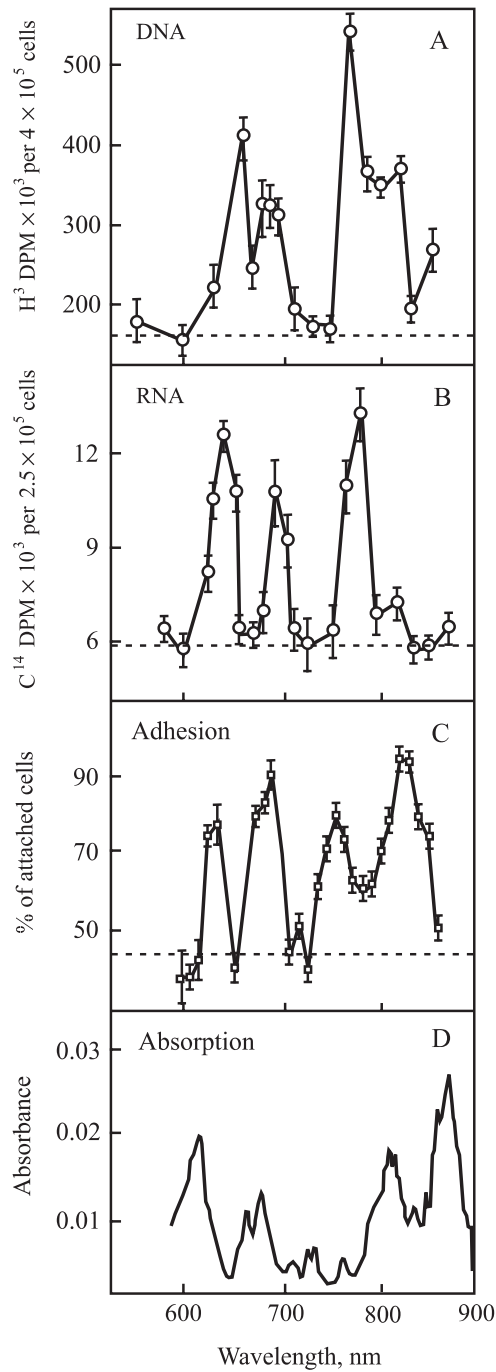 DNA
A
H³ DPM × 10³ per 4 × 10⁵ cells
500
400
300
200
RNA
B
C¹⁴ DPM × 10³ per 2.5 × 10⁵ cells
12
9
6
Adhesion
C
% of attached cells
90
70
50
Absorption
D
Absorbance
0.03
0.02
0.01
600 700 800 900
Wavelength, nm